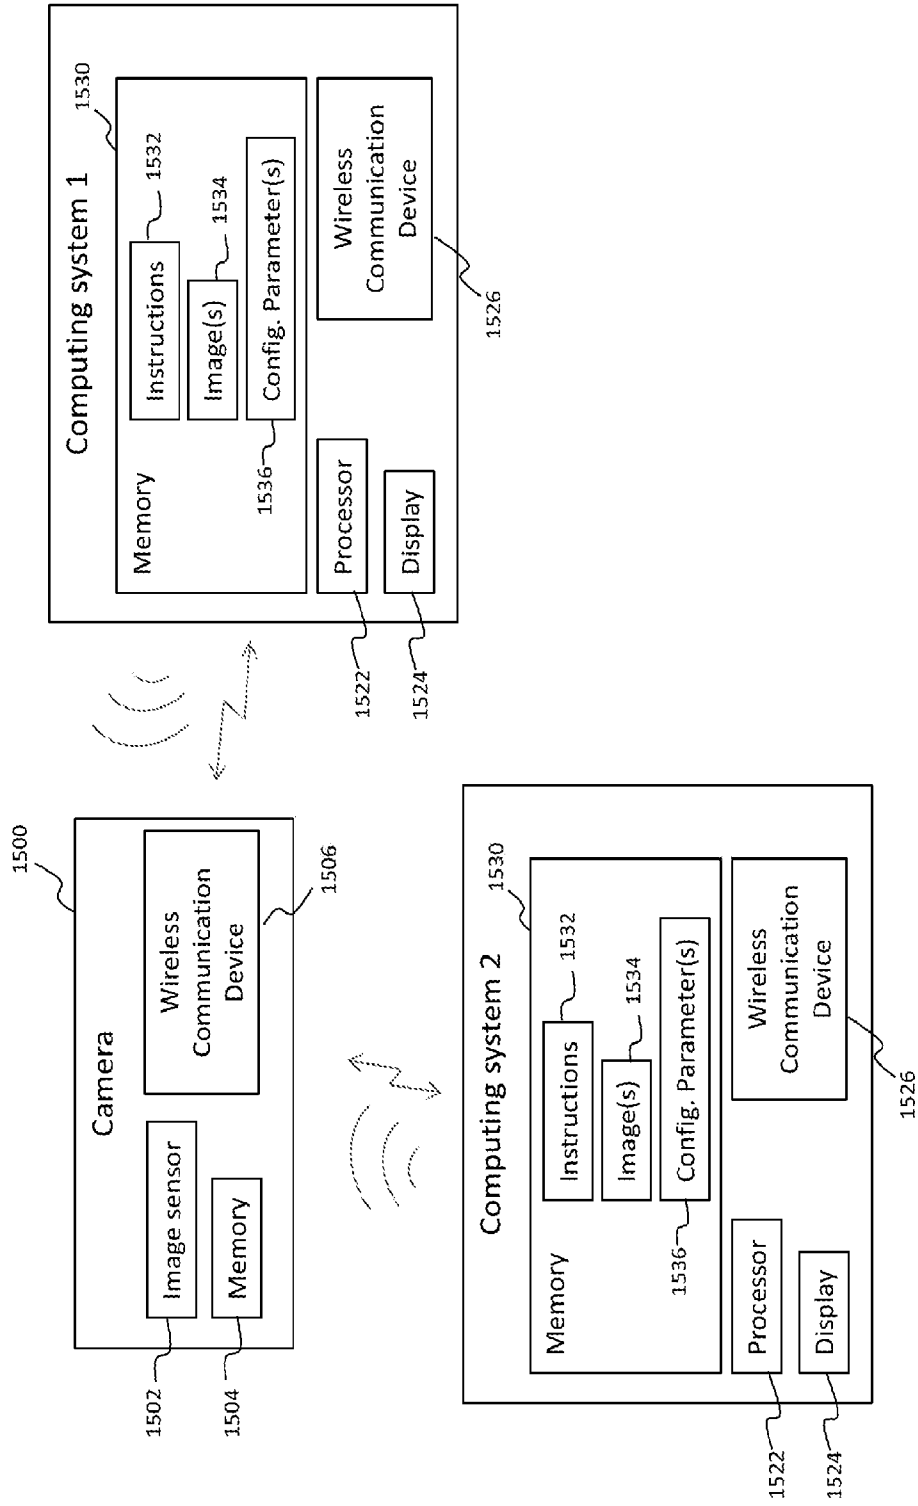 1500
Camera
Image sensor
Memory
Wireless
Communication
Device
1502
1504
1506
Computing system 1
1530
Memory
Instructions
1532
Image(s)
1534
Config. Parameter(s)
1536
Processor
Display
Wireless
Communication
Device
1522
1524
1526
Computing system 2
1530
Memory
Instructions
1532
Image(s)
1534
Config. Parameter(s)
1536
Processor
Display
Wireless
Communication
Device
1522
1524
1526